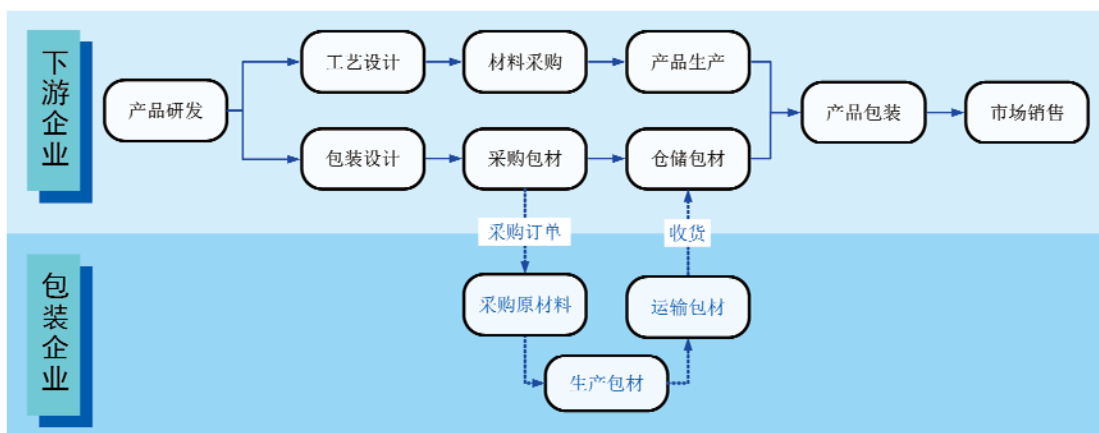 下游企业
产品研发
工艺设计
材料采购
产品生产
包装设计
采购包材
仓储包材
产品包装
市场销售
采购订单
收货
包装企业
采购原材料
运输包材
生产包材